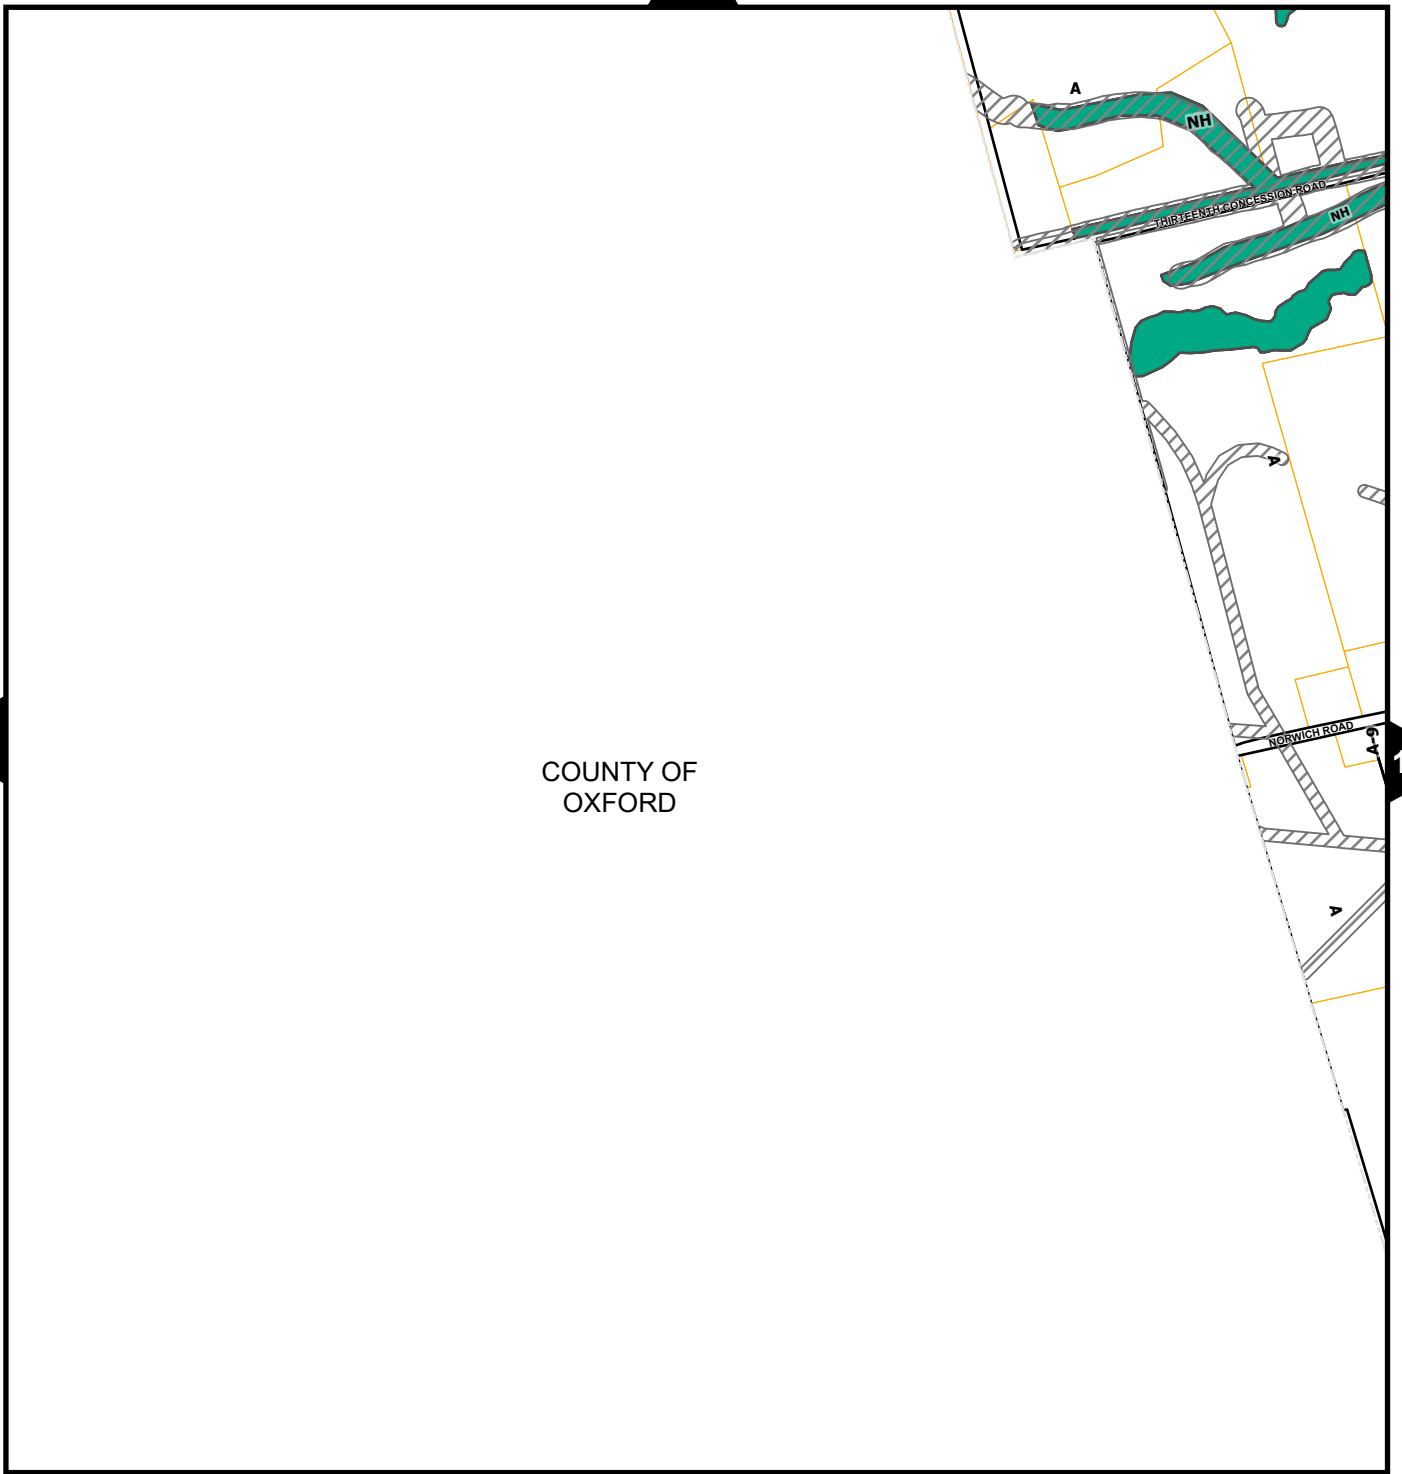 A
NH
THIRTEENTH CONCESSION ROAD
NH
A
NORWICH ROAD
A-9
COUNTY OF
OXFORD
A